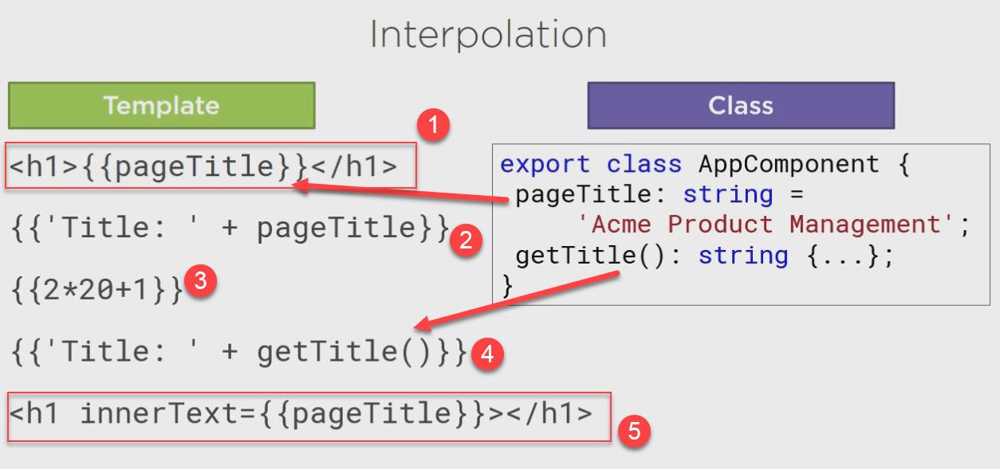 Interpolation
Template
Class
1
<h1>{{pageTitle}}</h1>
{{'Title: ' + pageTitle}}
2
{{2*20+1}}
3
{{'Title: ' + getTitle()}}
4
<h1 innerText={{pageTitle}}></h1>
5
export class AppComponent {
pageTitle: string =
'Acme Product Management';
getTitle(): string {...};
}